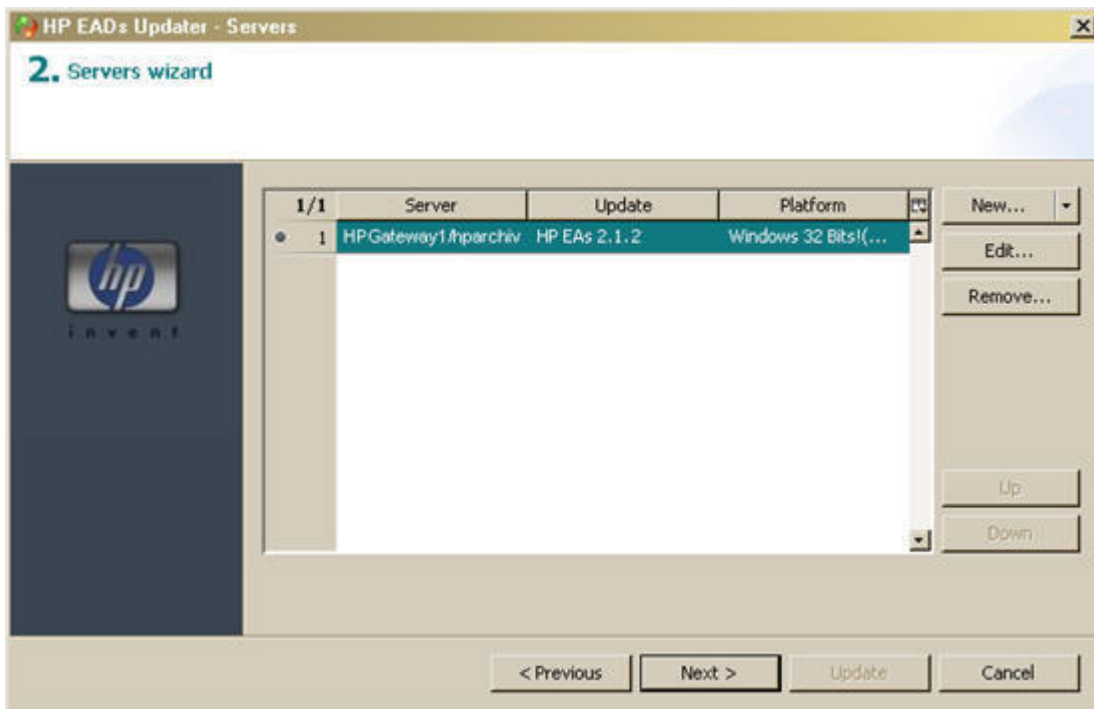 HP EADs Updater - Servers
2. Servers wizard
1/1 Server Update Platform
1 HPGateway1/hparchiv HP EAs 2.1.2 Windows 32 Bits!(...
New...
Edit...
Remove...
hp
invent
Up
Down
< Previous Next > Update Cancel